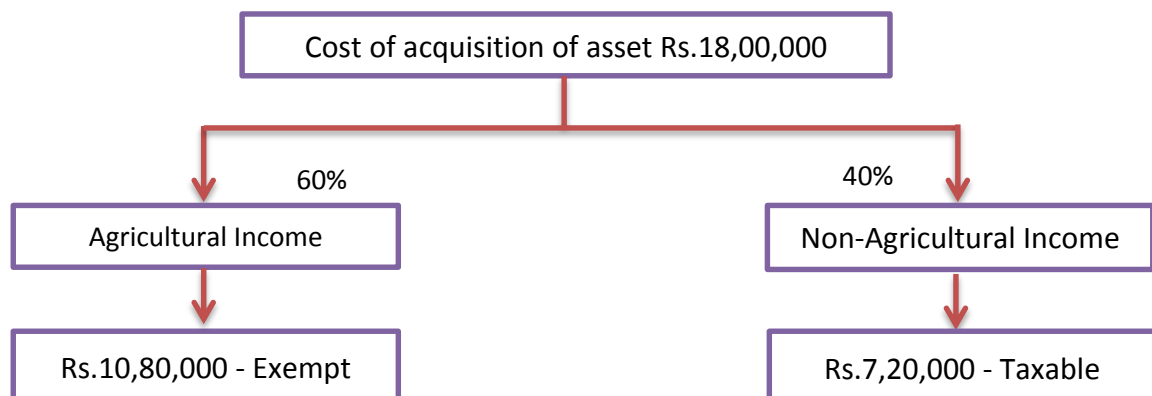 Cost of acquisition of asset Rs.18,00,000
60%
40%
Agricultural Income
Non-Agricultural Income
Rs.10,80,000 - Exempt
Rs.7,20,000 - Taxable